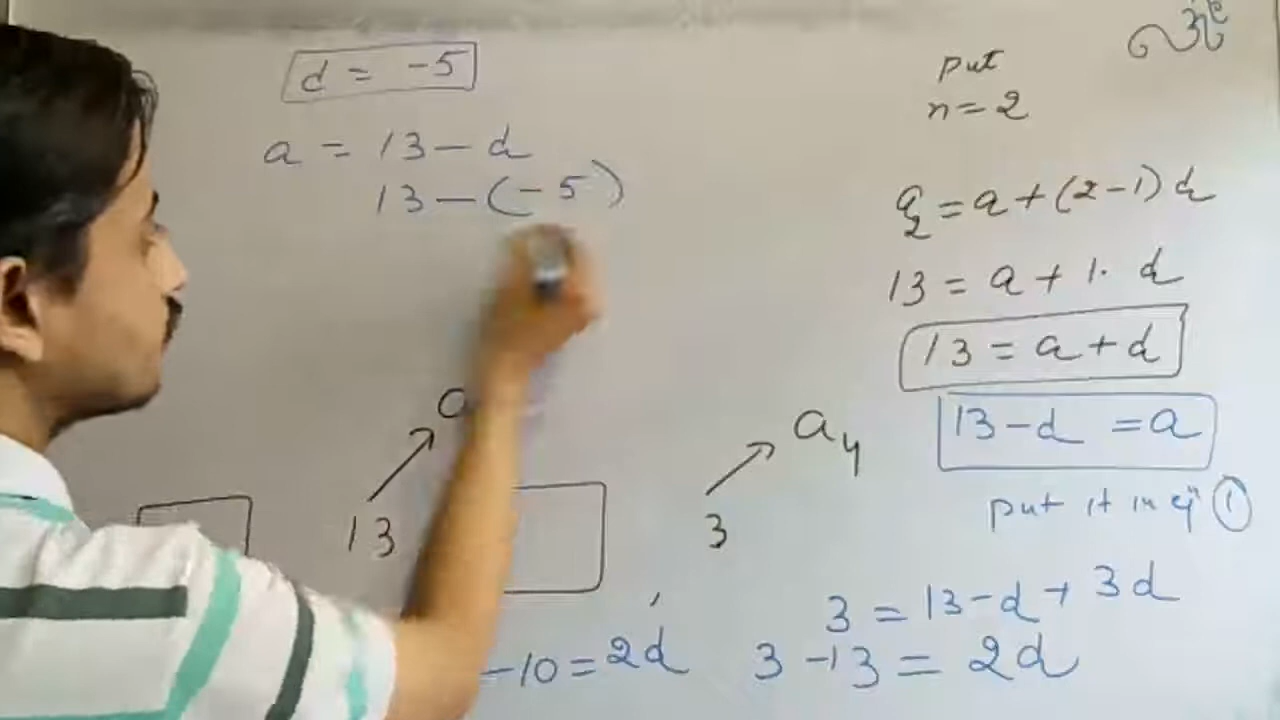 d = -5
a = 13 - d
13 - (-5)
a
13
a₄
3
-10 = 2d
put
n = 2
a₂ = a + (2-1) d
13 = a + 1. d
13 = a + d
13 - d = a
put it in eqⁿ ①
3 = 13 - d + 3d
3 - 13 = 2d